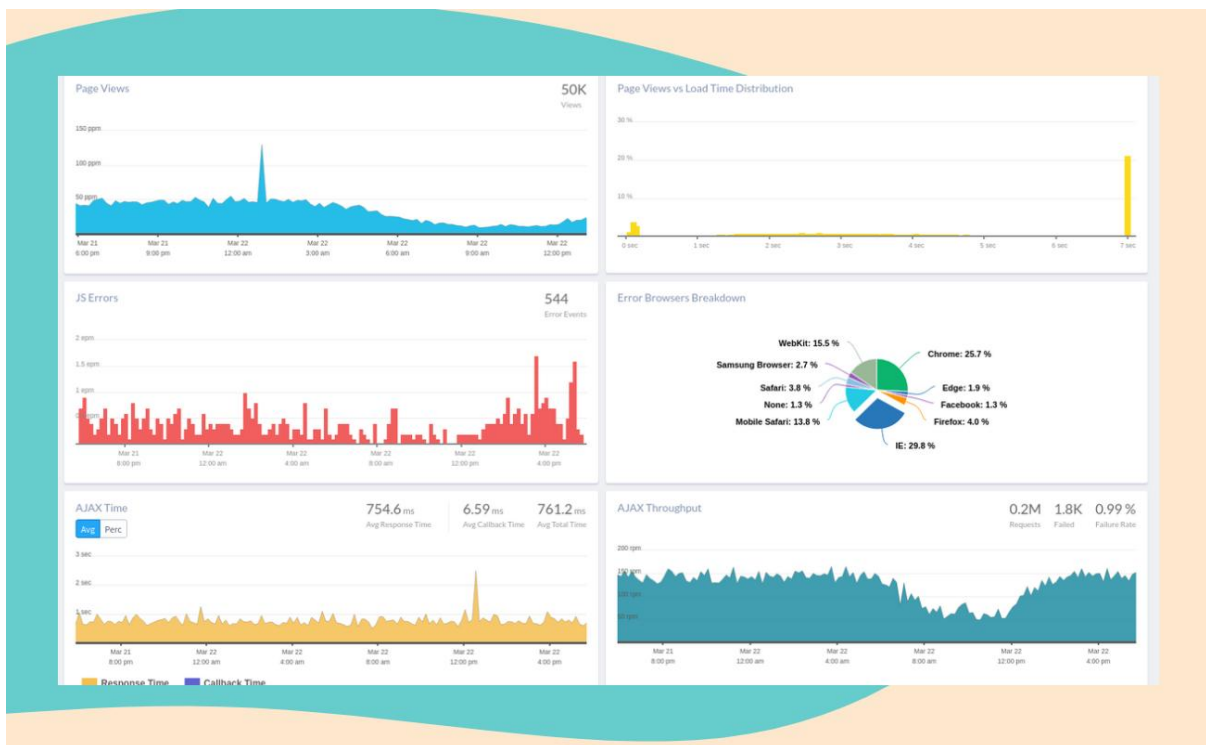 Page Views
50K
Views
150 ppm
100 ppm
50 ppm
Mar 21 Mar 21 Mar 22 Mar 22 Mar 22 Mar 22 Mar 22
6:00 pm 9:00 pm 12:00 am 3:00 am 6:00 am 9:00 am 12:00 pm
Page Views vs Load Time Distribution
30 %
20 %
10 %
0 sec 1 sec 2 sec 3 sec 4 sec 5 sec 6 sec 7 sec
JS Errors
544
Error Events
2 epm
1.5 epm
1 epm
epm
Mar 21 Mar 22 Mar 22 Mar 22 Mar 22 Mar 22
8:00 pm 12:00 am 4:00 am 8:00 am 12:00 pm 4:00 pm
Error Browsers Breakdown
WebKit: 15.5 %
Chrome: 25.7 %
Samsung Browser: 2.7 %
Safari: 3.8 %
Edge: 1.9 %
None: 1.3 %
Facebook: 1.3 %
Mobile Safari: 13.8 %
Firefox: 4.0 %
IE: 29.8 %
AJAX Time
754.6 ms 6.59 ms 761.2 ms
Avg Response Time Avg Callback Time Avg Total Time
Avg Perc
3 sec
2 sec
1 sec
Mar 21 Mar 22 Mar 22 Mar 22 Mar 22 Mar 22
8:00 pm 12:00 am 4:00 am 8:00 am 12:00 pm 4:00 pm
Response Time Callback Time
AJAX Throughput
0.2M 1.8K 0.99 %
Requests Failed Failure Rate
200 rpm
150 rpm
100 rpm
50 rpm
Mar 21 Mar 22 Mar 22 Mar 22 Mar 22 Mar 22
8:00 pm 12:00 am 4:00 am 8:00 am 12:00 pm 4:00 pm